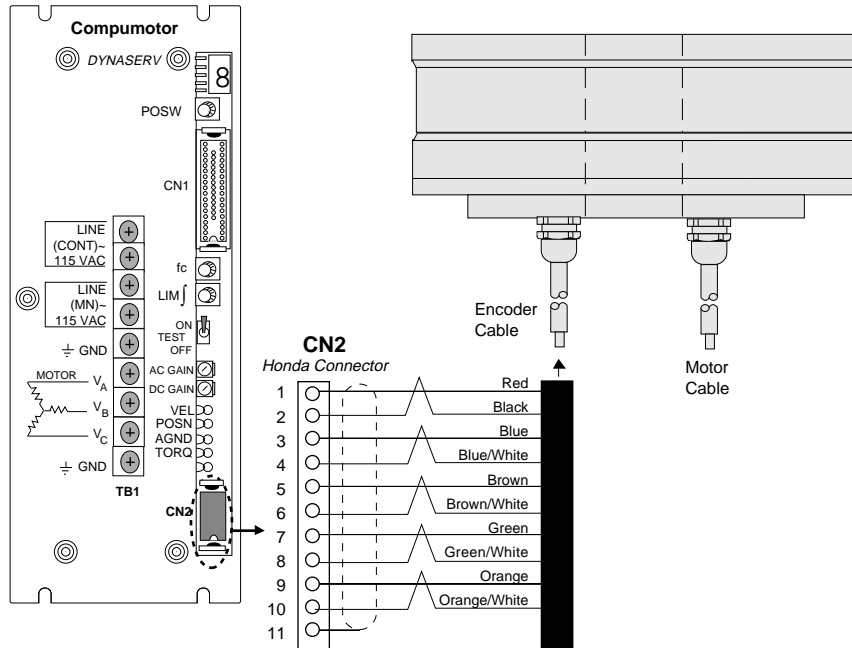 Compumotor
DYNASERV
8
POSW
CN1
LINE
(CONT)~
115 VAC
LINE
(MN)~
115 VAC
GND
MOTOR
VA
VB
VC
GND
TB1
fc
LIM ∫
ON
TEST
OFF
AC GAIN
DC GAIN
VEL
POSN
AGND
TORQ
CN2
Encoder
Cable
Motor
Cable
CN2
Honda Connector
1 Red
2 Black
3 Blue
4 Blue/White
5 Brown
6 Brown/White
7 Green
8 Green/White
9 Orange
10 Orange/White
11